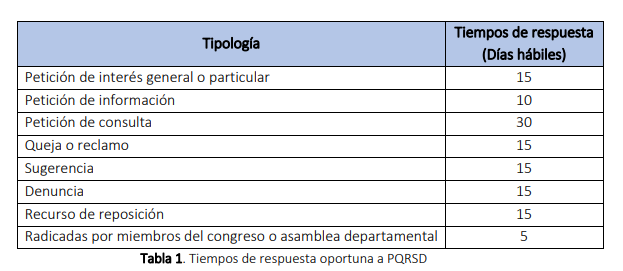 Tipología Tiempos de respuesta
(Días hábiles)
Petición de interés general o particular 15
Petición de información 10
Petición de consulta 30
Queja o reclamo 15
Sugerencia 15
Denuncia 15
Recurso de reposición 15
Radicadas por miembros del congreso o asamblea departamental 5
Tabla 1. Tiempos de respuesta oportuna a PQRSD